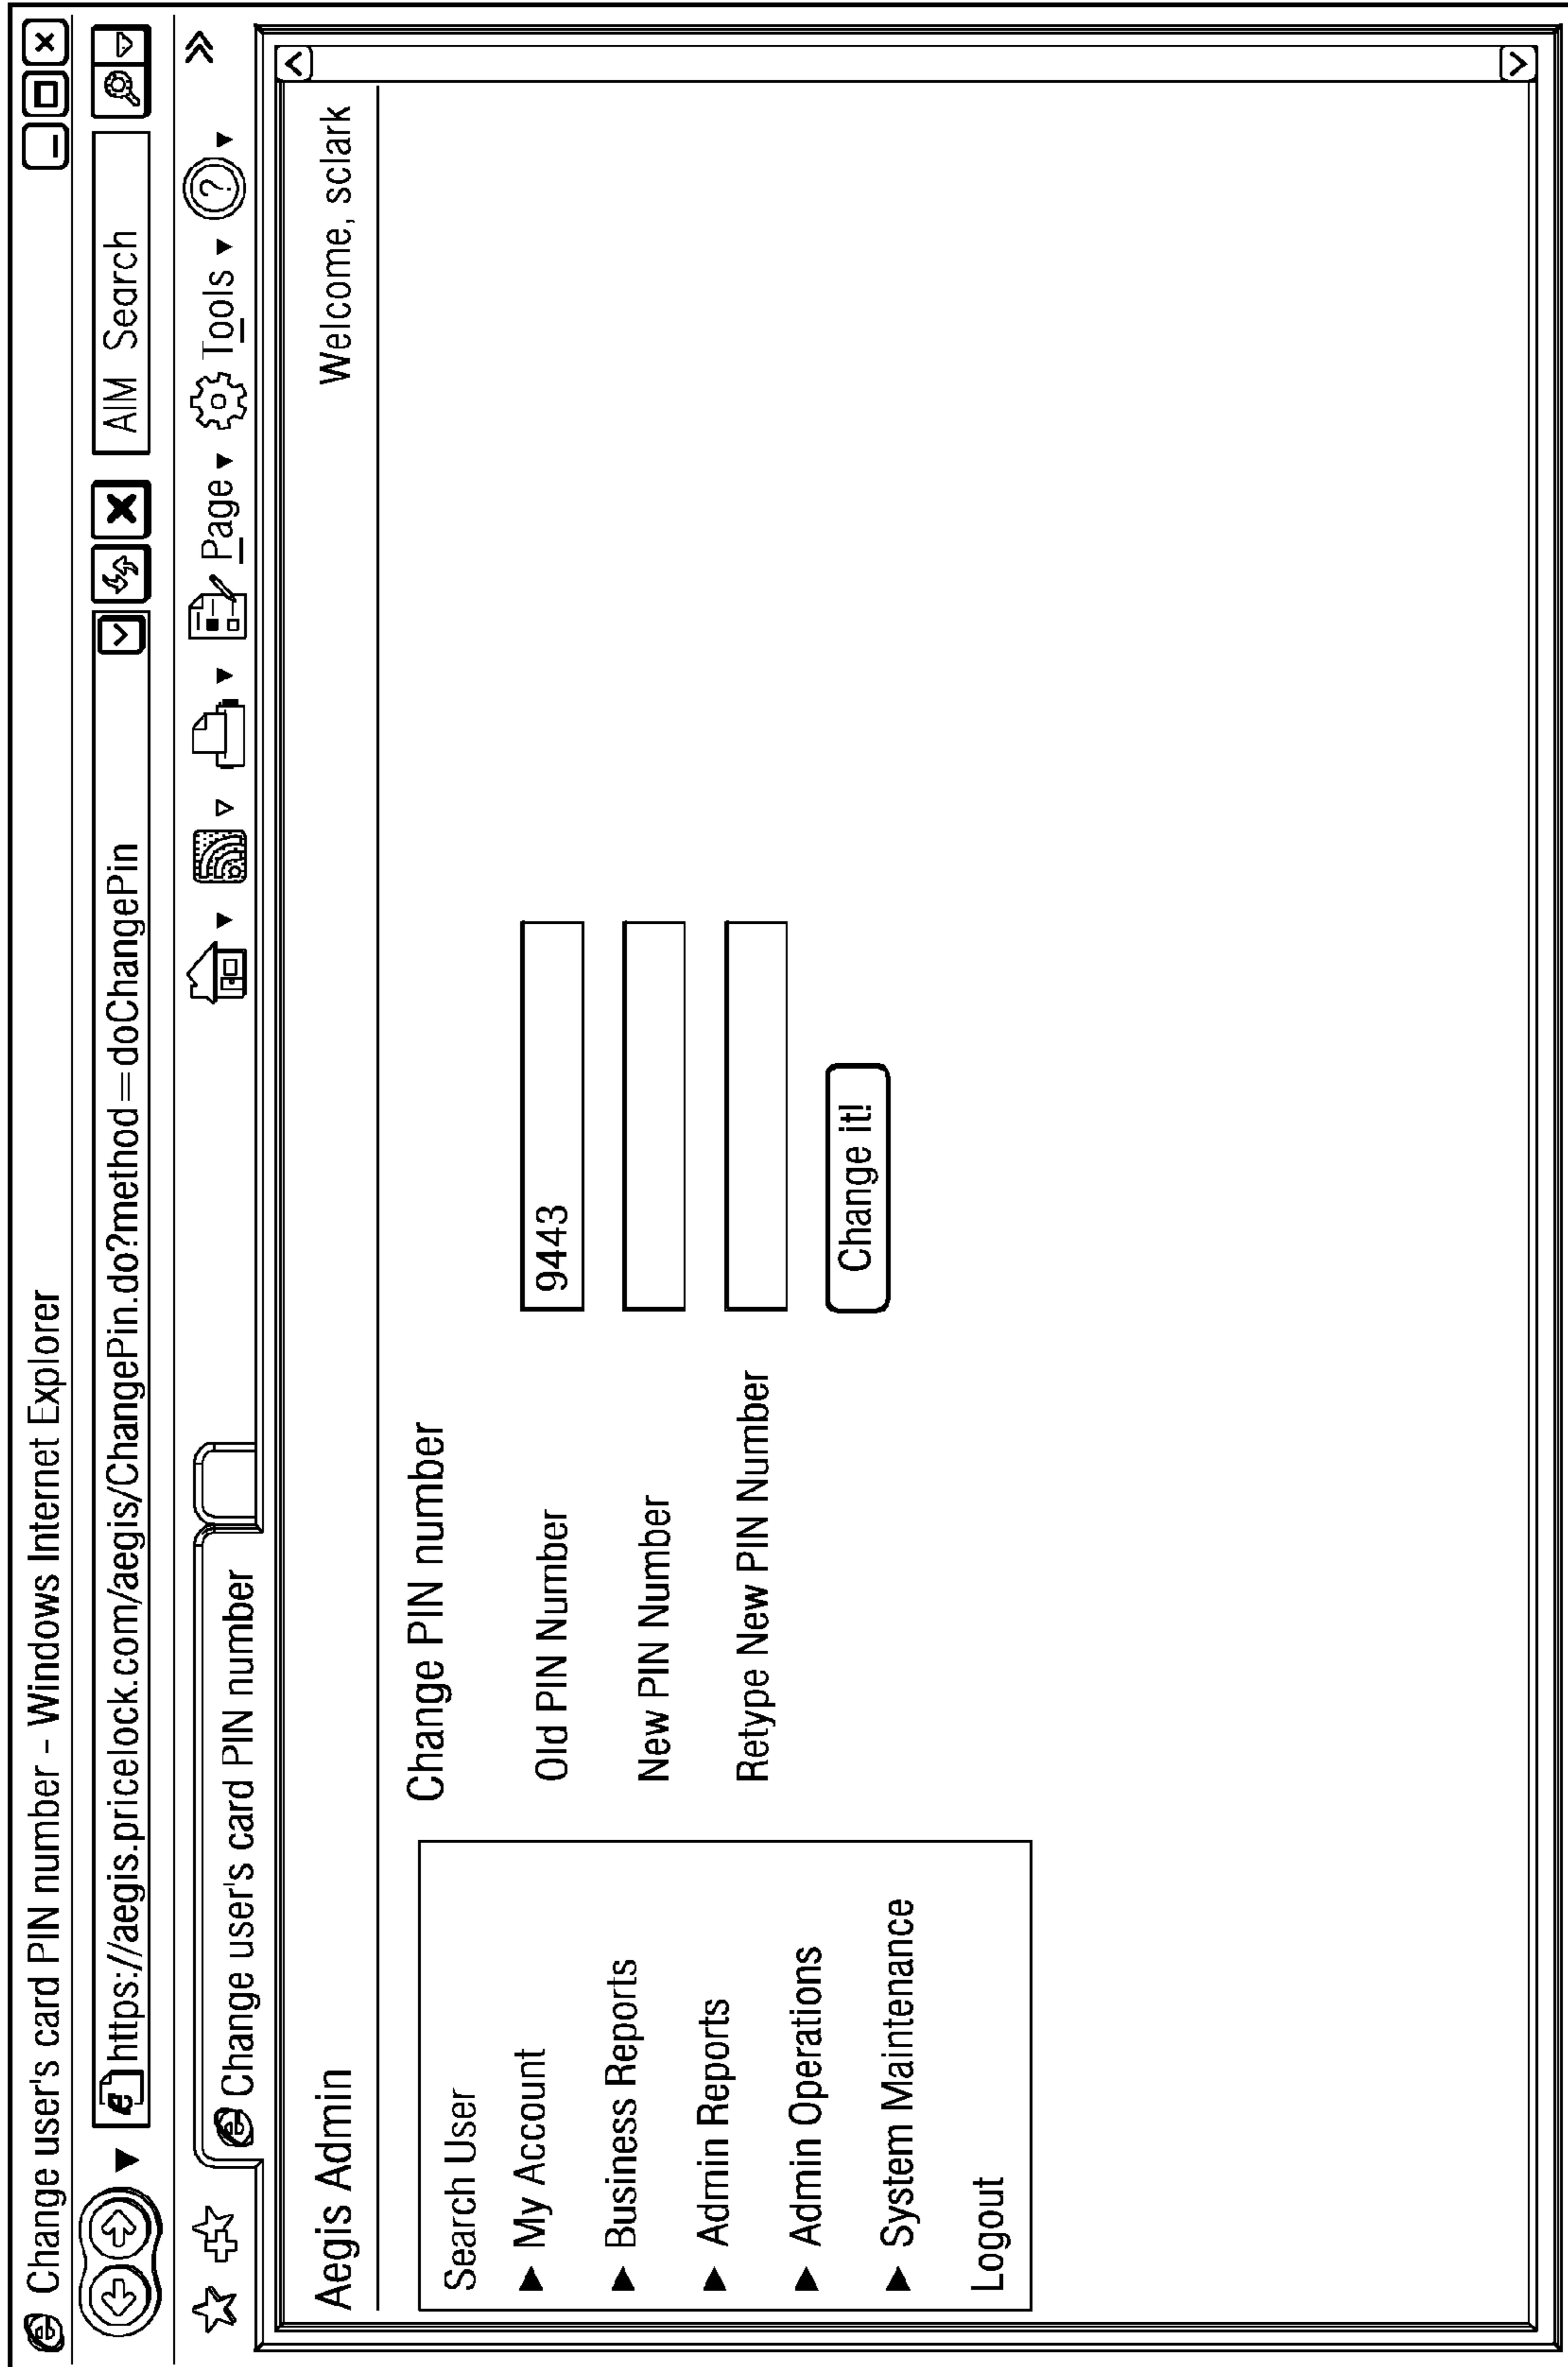 Change user's card PIN number - Windows Internet Explorer
https://aegis.pricelock.com/aegis/ChangePin.do?method=doChangePin
AIM Search
Change user's card PIN number
Page
Tools
Aegis Admin
Welcome, sclark
Search User
My Account
Business Reports
Admin Reports
Admin Operations
System Maintenance
Logout
Change PIN number
Old PIN Number
9443
New PIN Number
Retype New PIN Number
Change it!